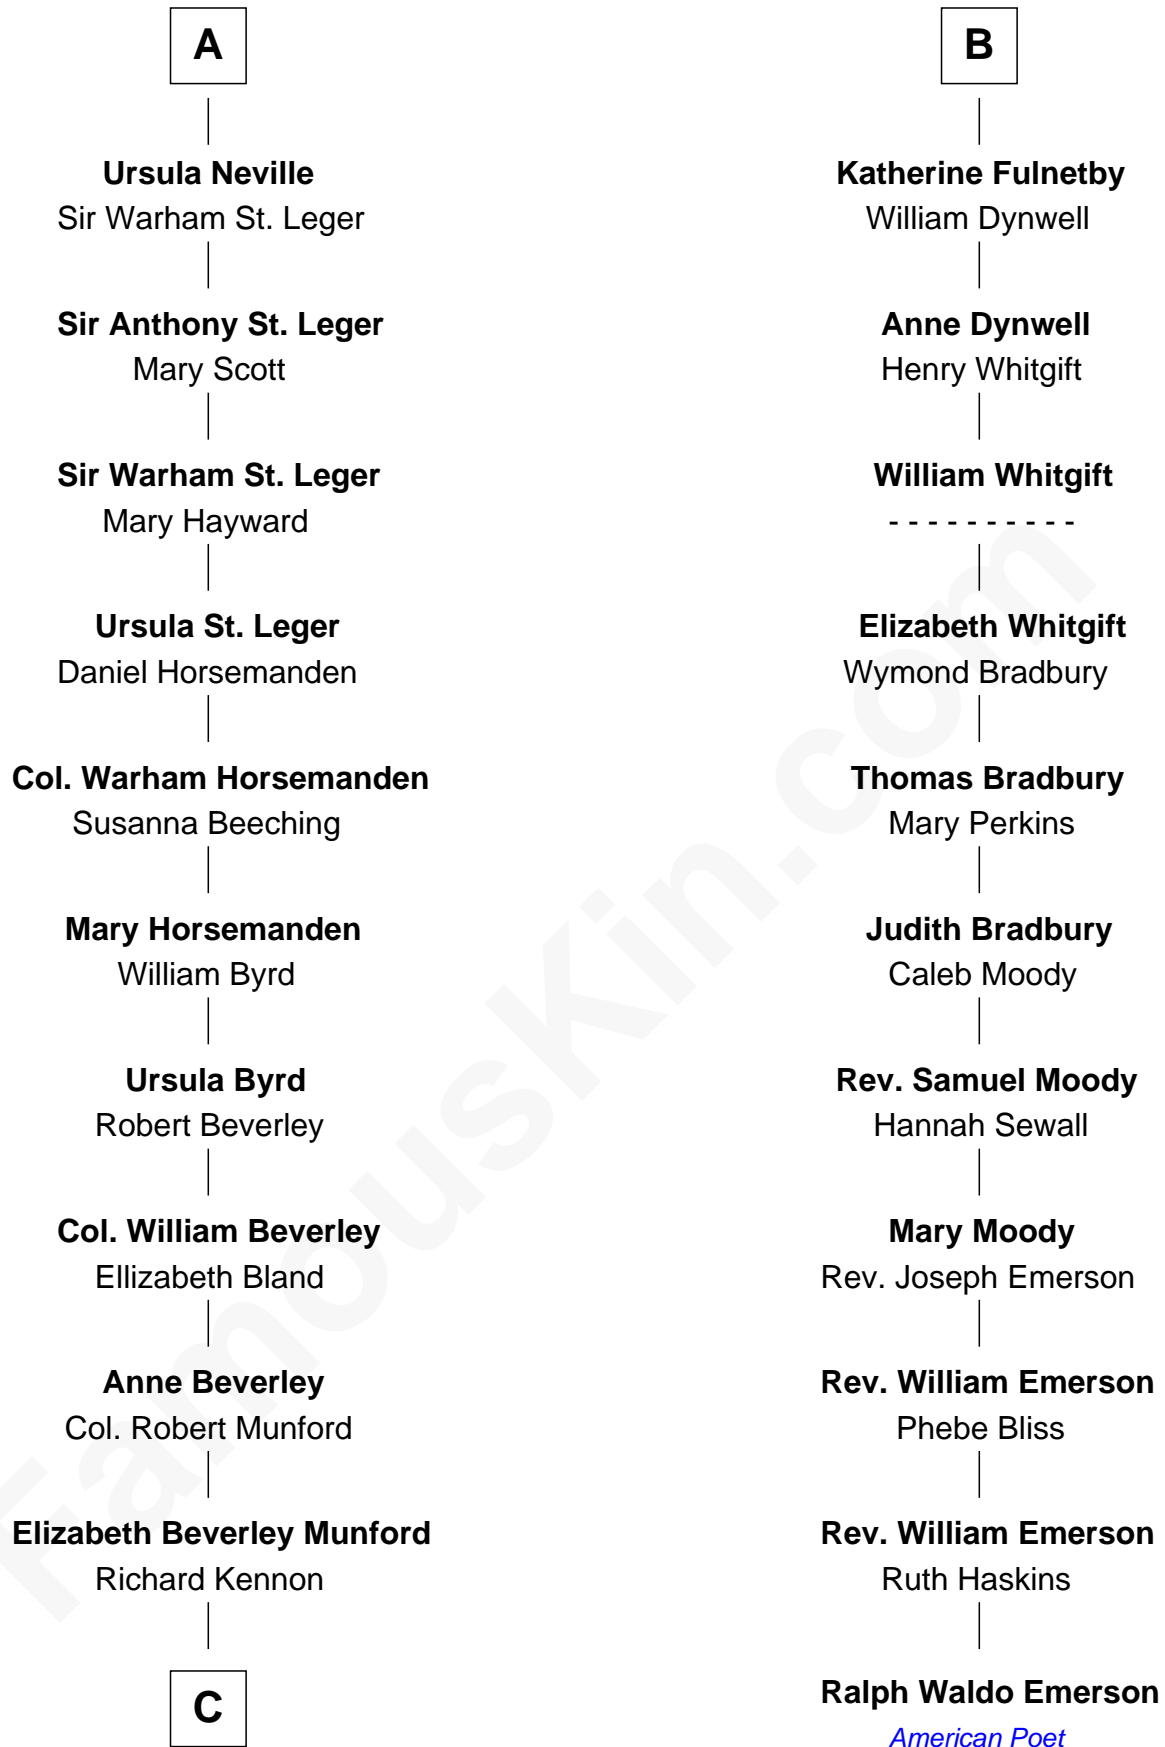 A
Ursula Neville
Sir Warham St. Leger
Sir Anthony St. Leger
Mary Scott
Sir Warham St. Leger
Mary Hayward
Ursula St. Leger
Daniel Horsemanden
Col. Warham Horsemanden
Susanna Beeching
Mary Horsemanden
William Byrd
Ursula Byrd
Robert Beverley
Col. William Beverley
Ellizabeth Bland
Anne Beverley
Col. Robert Munford
Elizabeth Beverley Munford
Richard Kennon
C
B
Katherine Fulnetby
William Dynwell
Anne Dynwell
Henry Whitgift
William Whitgift
- - - - - - - - - -
Elizabeth Whitgift
Wymond Bradbury
Thomas Bradbury
Mary Perkins
Judith Bradbury
Caleb Moody
Rev. Samuel Moody
Hannah Sewall
Mary Moody
Rev. Joseph Emerson
Rev. William Emerson
Phebe Bliss
Rev. William Emerson
Ruth Haskins
Ralph Waldo Emerson
American Poet
FamousKin.com